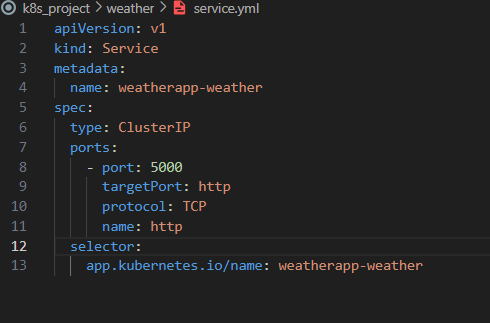 k8s_project > weather > service.yml
1 apiVersion: v1
2 kind: Service
3 metadata:
4   name: weatherapp-weather
5 spec:
6   type: ClusterIP
7   ports:
8     - port: 5000
9       targetPort: http
10       protocol: TCP
11       name: http
12   selector:
13     app.kubernetes.io/name: weatherapp-weather